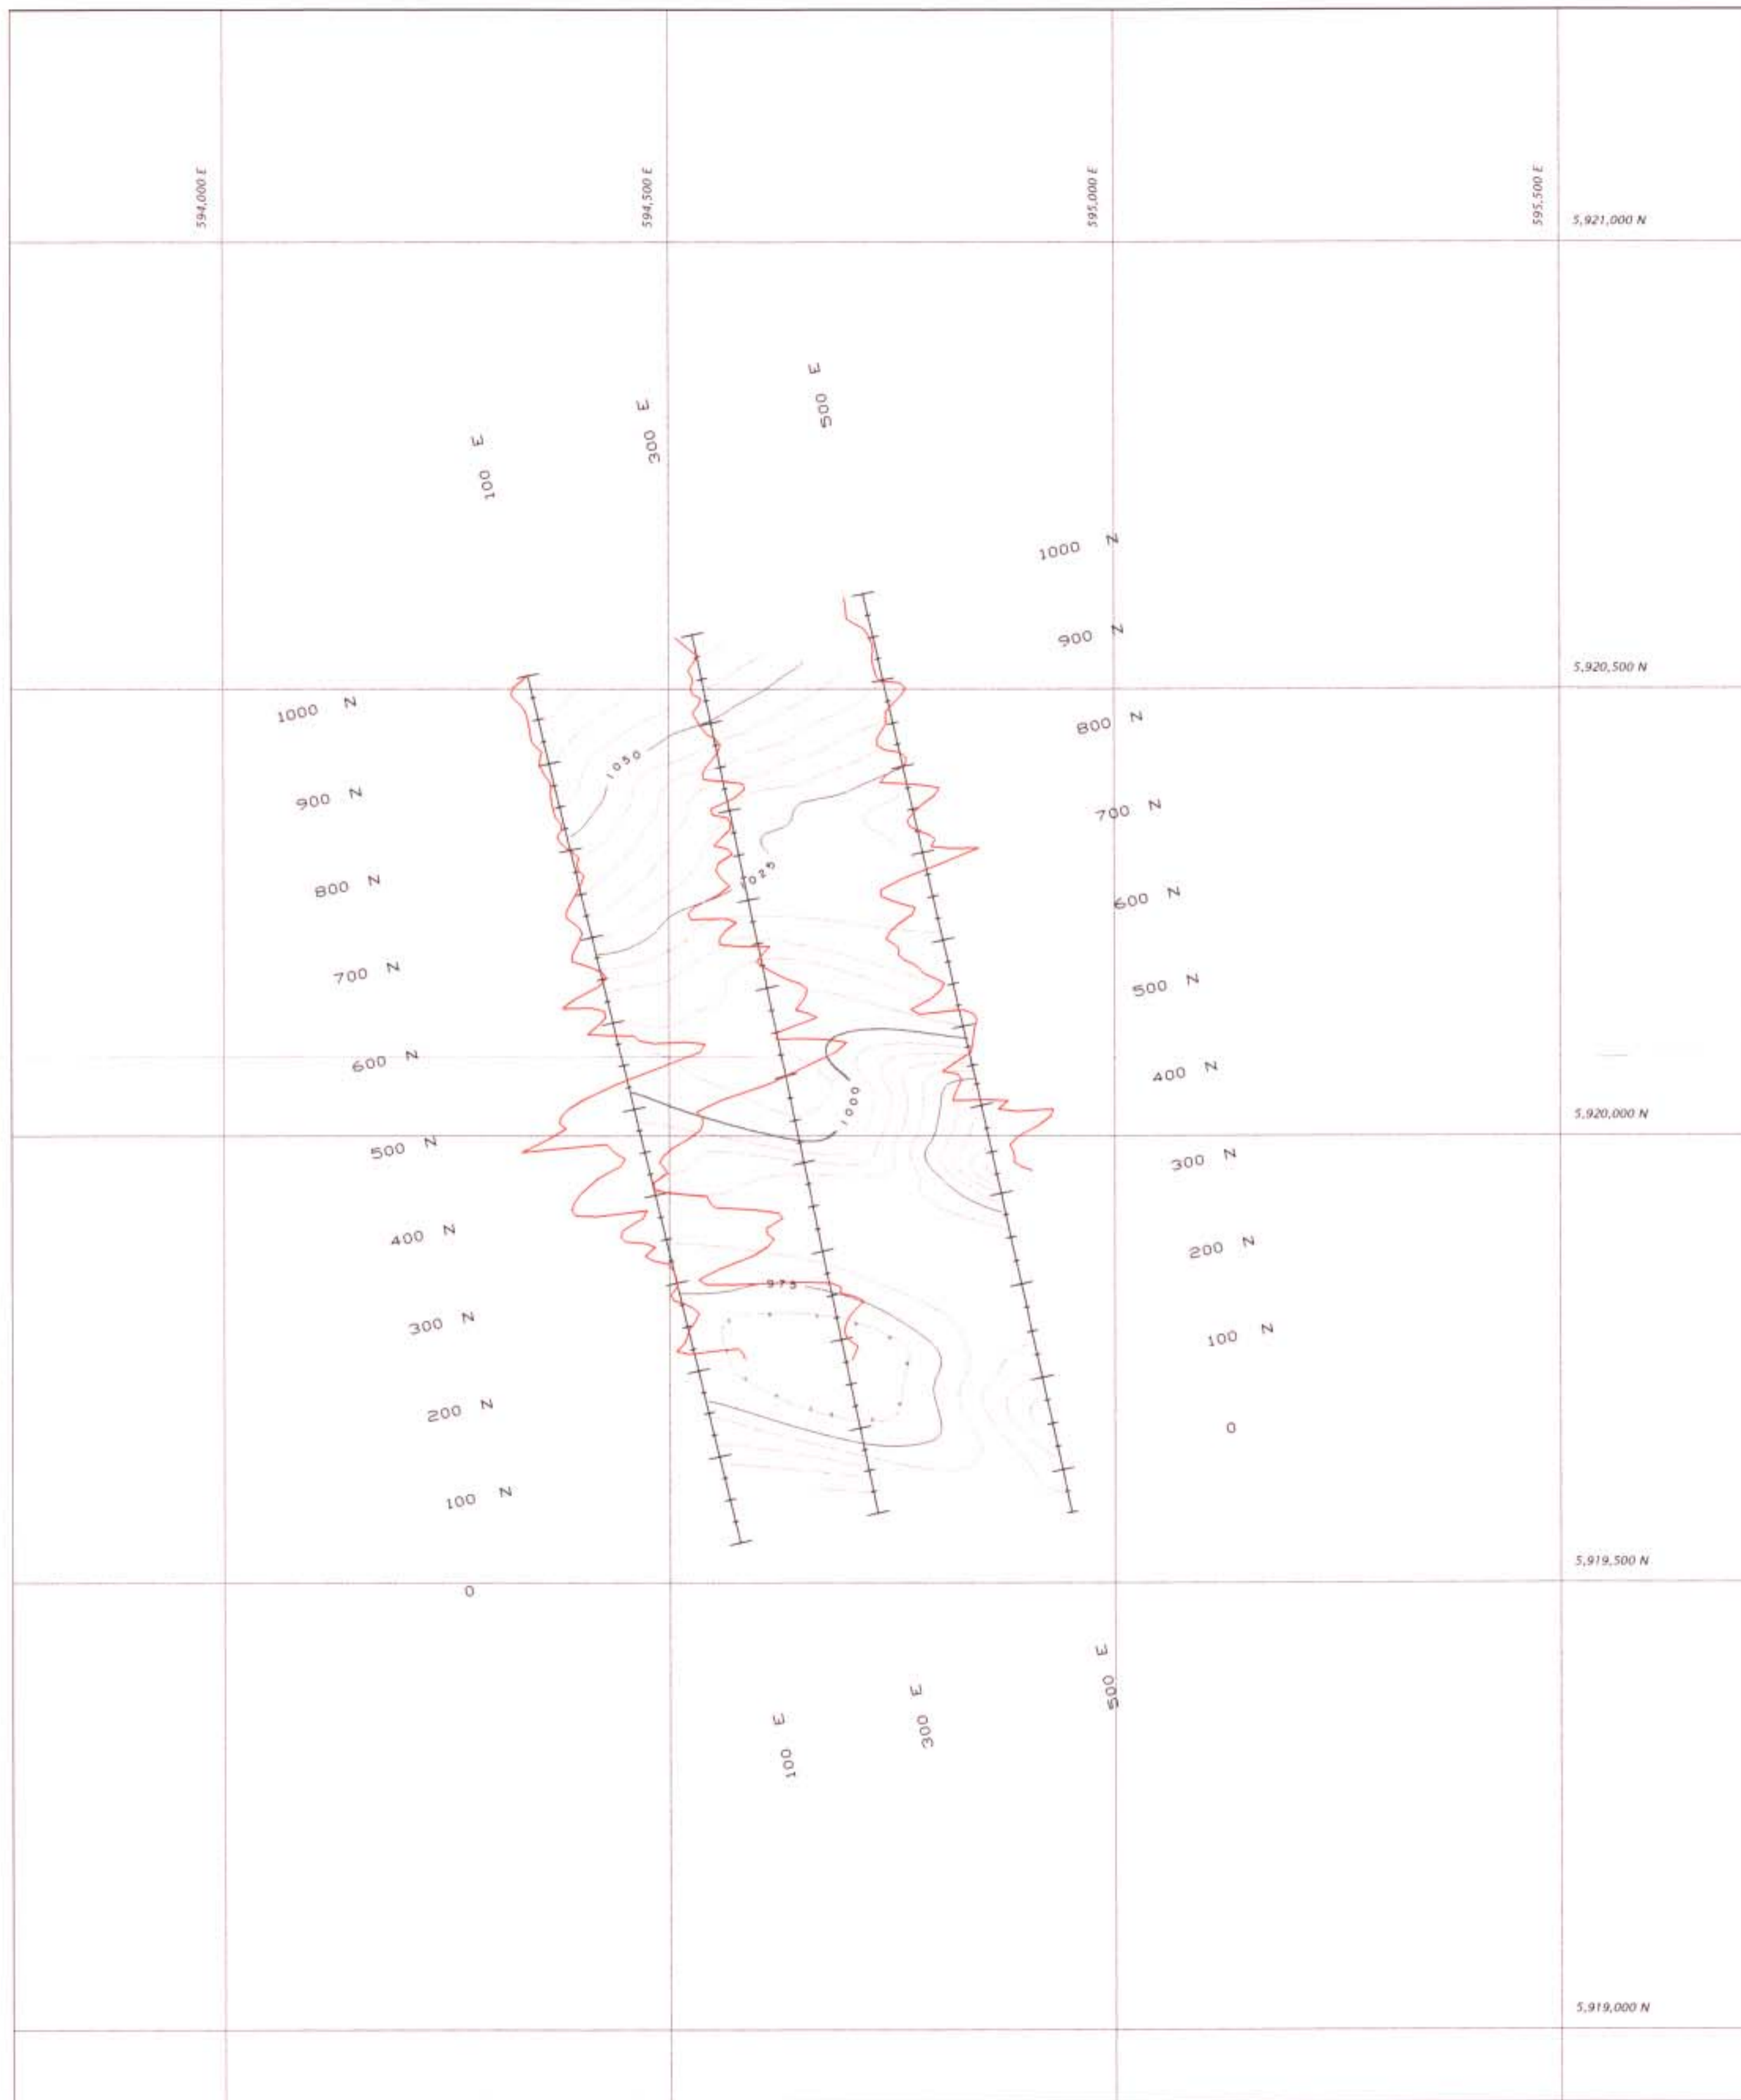 594,000 E
594,500 E
595,000 E
595,500 E
5,921,000 N
500 E
300 E
100 E
1000 N
900 N
5,920,500 N
1000 N
800 N
1050
900 N
700 N
1025
800 N
600 N
700 N
500 N
600 N
400 N
1000
5,920,000 N
500 N
300 N
400 N
200 N
975
300 N
100 N
200 N
0
100 N
5,919,500 N
0
500 E
300 E
100 E
5,919,000 N